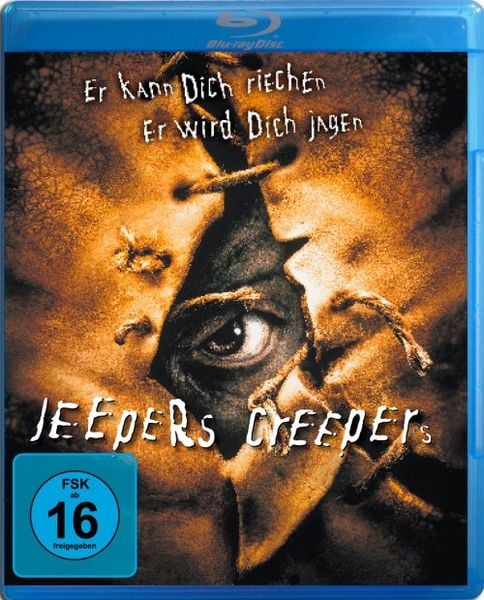 Blu-ray Disc
Er kann Dich riechen
Er wird Dich jagen
JEEPERS CREEPERS
FSK
ab
16
freigegeben